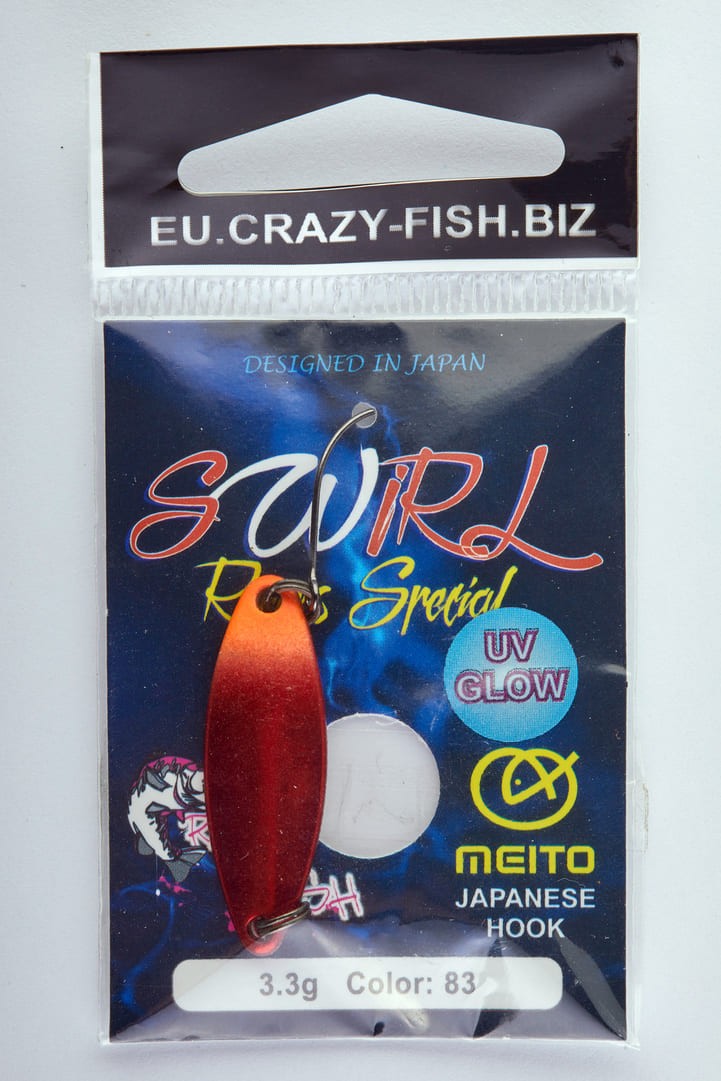 EU.CRAZY-FISH.BIZ
DESIGNED IN JAPAN
SWiRL
Special
UV
GLOW
MEITO
JAPANESE
HOOK
3.3g Color: 83